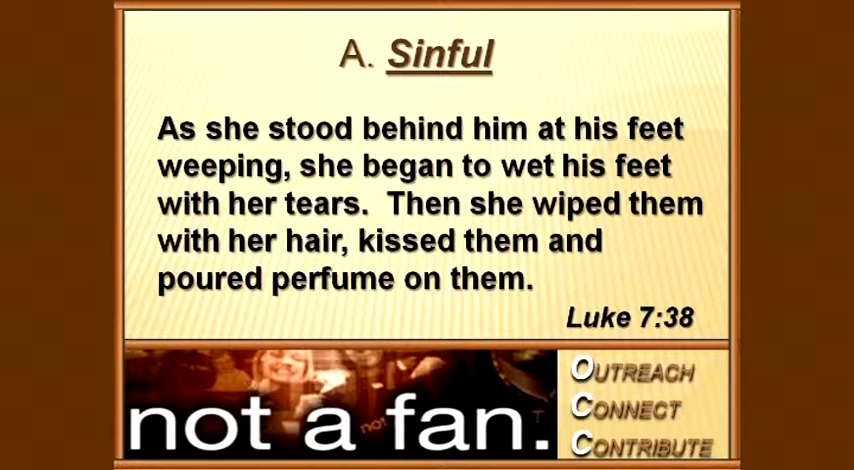 A. Sinful
As she stood behind him at his feet
weeping, she began to wet his feet
with her tears.  Then she wiped them
with her hair, kissed them and
poured perfume on them.
Luke 7:38
not a fan.
not
OUTREACH
CONNECT
CONTRIBUTE